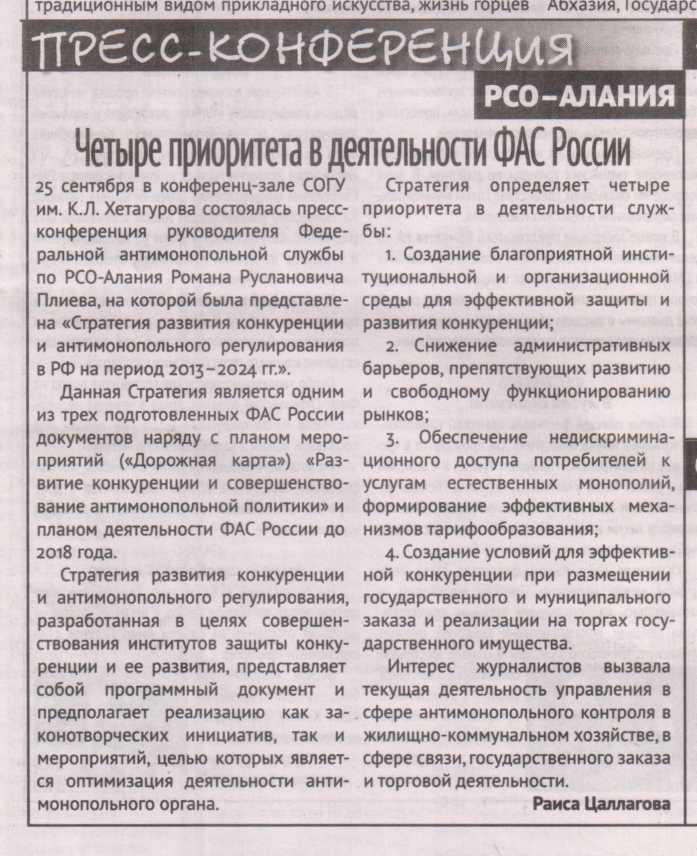 традиционным видом прикладного искусства, жизнь горцев Абхазия, Государс
ПРЕСС-КОНФЕРЕНЦИЯ
РСО–АЛАНИЯ
Четыре приоритета в деятельности ФАС России
25 сентября в конференц-зале СОГУ
им. К.Л. Хетагурова состоялась пресс-
конференция руководителя Феде-
ральной антимонопольной службы
по РСО-Алания Романа Руслановича
Плиева, на которой была представле-
на «Стратегия развития конкуренции
и антимонопольного регулирования
в РФ на период 2013–2024 гг.».
Данная Стратегия является одним
из трех подготовленных ФАС России
документов наряду с планом меро-
приятий («Дорожная карта») «Раз-
витие конкуренции и совершенство-
вание антимонопольной политики» и
планом деятельности ФАС России до
2018 года.
Стратегия развития конкуренции
и антимонопольного регулирования,
разработанная в целях совершен-
ствования институтов защиты конку-
ренции и ее развития, представляет
собой программный документ и
предполагает реализацию как за-
конотворческих инициатив, так и
мероприятий, целью которых являет-
ся оптимизация деятельности анти-
монопольного органа.
Стратегия определяет четыре
приоритета в деятельности служ-
бы:
1. Создание благоприятной инсти-
туциональной и организационной
среды для эффективной защиты и
развития конкуренции;
2. Снижение административных
барьеров, препятствующих развитию
и свободному функционированию
рынков;
3. Обеспечение недискримина-
ционного доступа потребителей к
услугам естественных монополий,
формирование эффективных меха-
низмов тарифообразования;
4. Создание условий для эффектив-
ной конкуренции при размещении
государственного и муниципального
заказа и реализации на торгах госу-
дарственного имущества.
Интерес журналистов вызвала
текущая деятельность управления в
сфере антимонопольного контроля в
жилищно-коммунальном хозяйстве, в
сфере связи, государственного заказа
и торговой деятельности.
Раиса Цаллагова